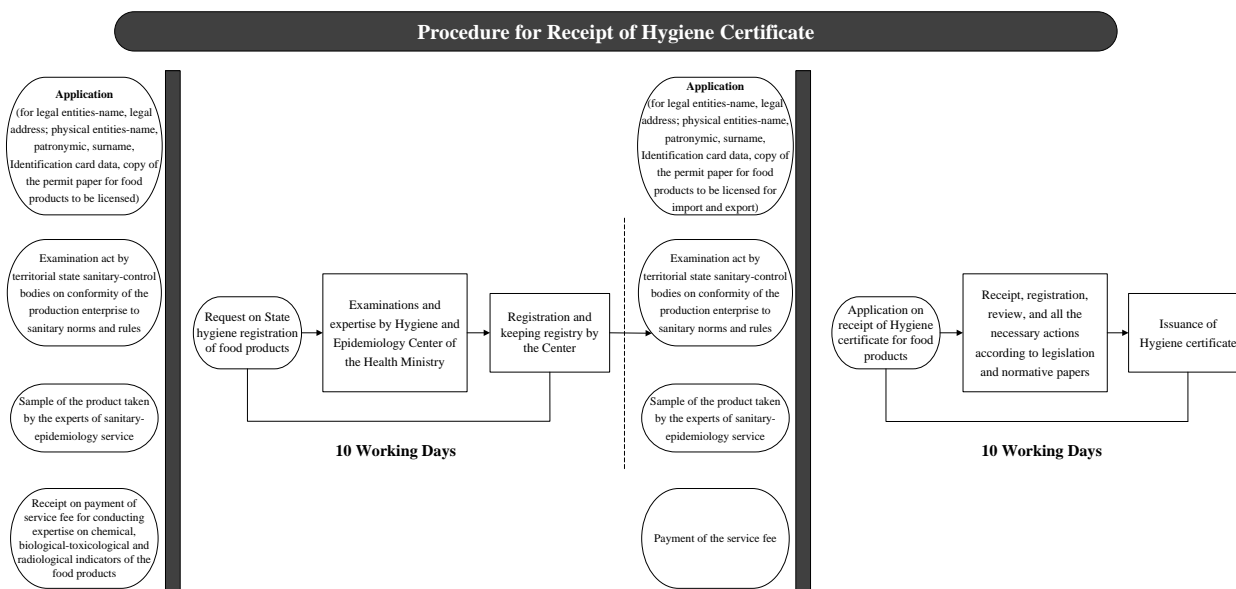 Procedure for Receipt of Hygiene Certificate
Application
(for legal entities-name, legal
address; physical entities-name,
patronymic, surname,
Identification card data, copy of
the permit paper for food
products to be licensed)
Examination act by
territorial state sanitary-control
bodies on conformity of the
production enterprise to
sanitary norms and rules
Sample of the product taken
by the experts of sanitary-
epidemiology service
Receipt on payment of
service fee for conducting
expertise on chemical,
biological-toxicological and
radiological indicators of the
food products
Request on State
hygiene registration
of food products
Examinations and
expertise by Hygiene and
Epidemiology Center of
the Health Ministry
Registration and
keeping registry by
the Center
10 Working Days
Application
(for legal entities-name, legal
address; physical entities-name,
patronymic, surname,
Identification card data, copy of
the permit paper for food
products to be licensed for
import and export)
Examination act by
territorial state sanitary-control
bodies on conformity of the
production enterprise to
sanitary norms and rules
Sample of the product taken
by the experts of sanitary-
epidemiology service
Payment of the service fee
Application on
receipt of Hygiene
certificate for food
products
Receipt, registration,
review, and all the
necessary actions
according to legislation
and normative papers
Issuance of
Hygiene certificate
10 Working Days